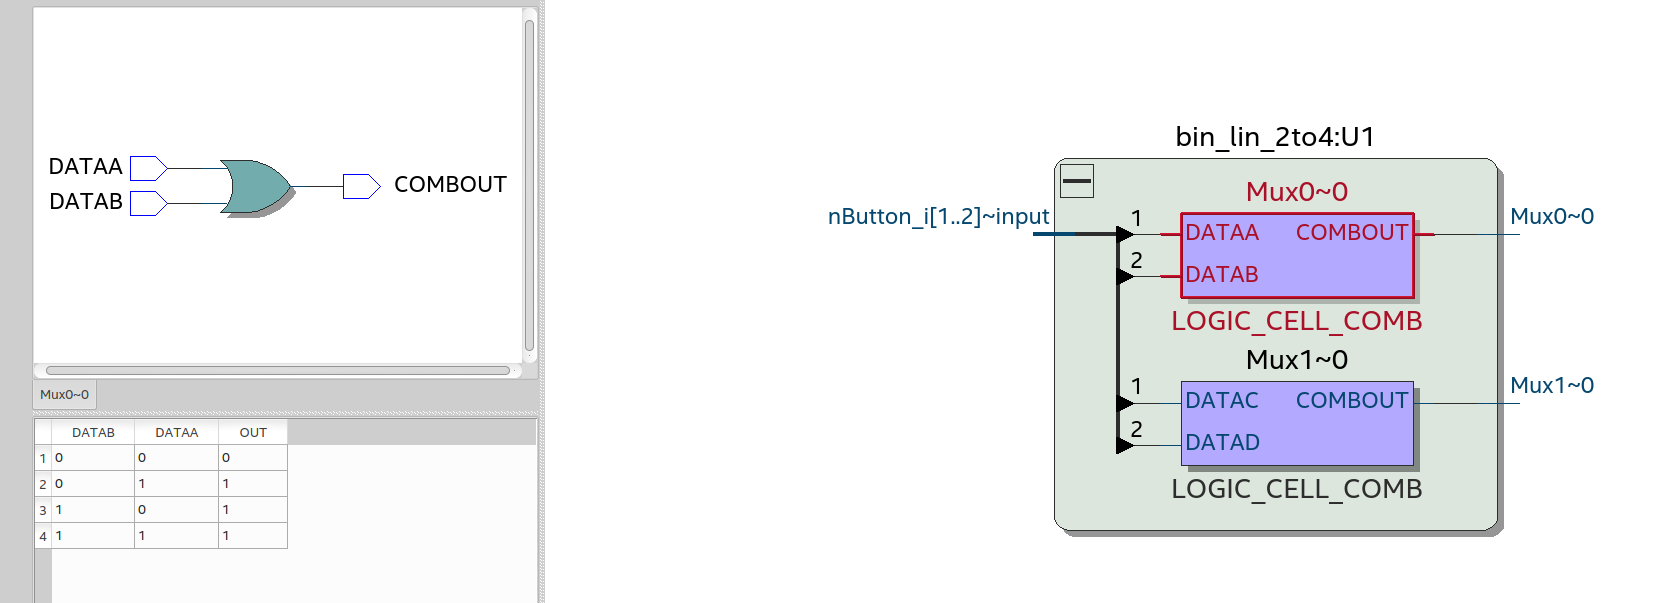 DATAA
DATAB
COMBOUT
Mux0~0
DATAB DATAA OUT
1 0 0 0
2 0 1 1
3 1 0 1
4 1 1 1
bin_lin_2to4:U1
Mux0~0
nButton_i[1..2]~input
1
DATAA COMBOUT
Mux0~0
2
DATAB
LOGIC_CELL_COMB
Mux1~0
1
DATAC COMBOUT
Mux1~0
2
DATAD
LOGIC_CELL_COMB